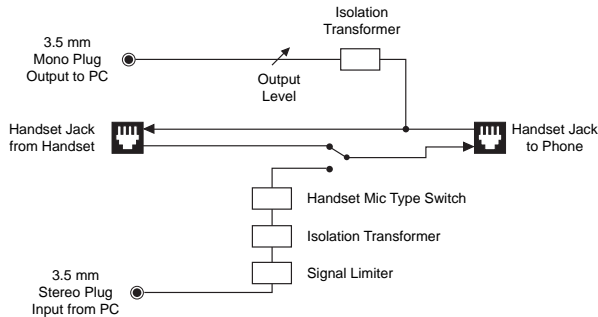 Isolation
Transformer
3.5 mm
Mono Plug
Output to PC
Output
Level
Handset Jack
from Handset
Handset Jack
to Phone
Handset Mic Type Switch
Isolation Transformer
Signal Limiter
3.5 mm
Stereo Plug
Input from PC